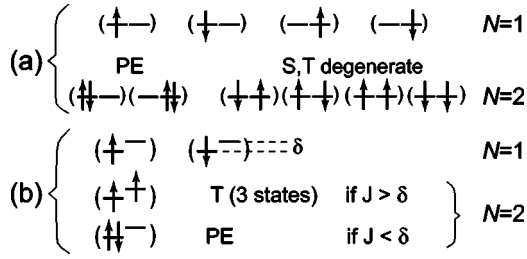 N=1
(a) PE S,T degenerate
N=2
δ N=1
(b) T (3 states) if J > δ
N=2
PE if J < δ